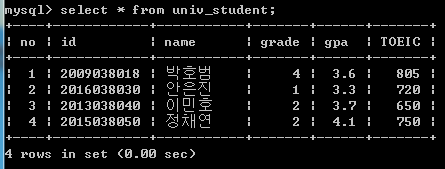 mysql> select * from univ_student;
+----+------------+--------+-------+------+-------+
| no | id         | name   | grade | gpa  | TOEIC |
+----+------------+--------+-------+------+-------+
|  1 | 2009038018 | 박호범 |     4 |  3.6 |   805 |
|  2 | 2016038030 | 안은진 |     1 |  3.3 |   720 |
|  3 | 2013038040 | 이민호 |     2 |  3.7 |   650 |
|  4 | 2015038050 | 정채연 |     2 |  4.1 |   750 |
+----+------------+--------+-------+------+-------+
4 rows in set (0.00 sec)